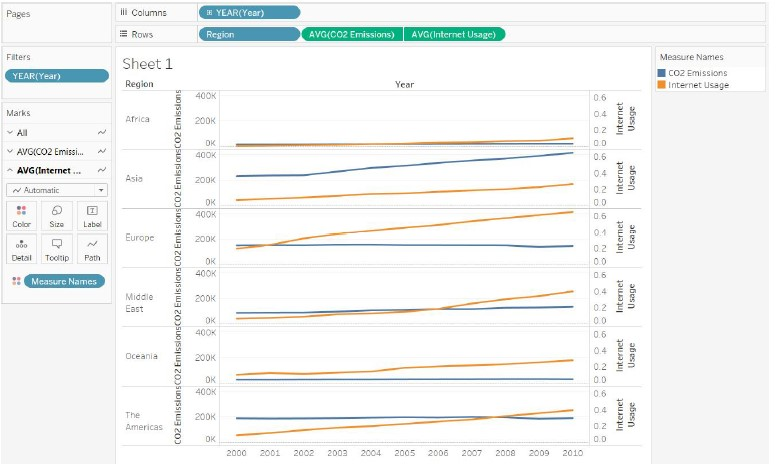 Pages
Columns
YEAR(Year)
Rows
Region
AVG(CO2 Emissions)
AVG(Internet Usage)
Filters
YEAR(Year)
Marks
All
AVG(CO2 Emissi...
AVG(Internet ...
Automatic
Color
Size
Label
Detail
Tooltip
Path
Measure Names
Sheet 1
Region
Year
Africa
CO2 Emissions
400K
200K
0K
0.6
0.4
0.2
0.0
Internet
Usage
Asia
CO2 Emissions
400K
200K
0K
0.6
0.4
0.2
0.0
Internet
Usage
Europe
CO2 Emissions
400K
200K
0K
0.6
0.4
0.2
0.0
Internet
Usage
Middle
East
CO2 Emissions
400K
200K
0K
0.6
0.4
0.2
0.0
Internet
Usage
Oceania
CO2 Emissions
400K
200K
0K
0.6
0.4
0.2
0.0
Internet
Usage
The
Americas
CO2 Emissions
400K
200K
0K
0.6
0.4
0.2
0.0
Internet
Usage
2000 2001 2002 2003 2004 2005 2006 2007 2008 2009 2010
Measure Names
CO2 Emissions
Internet Usage